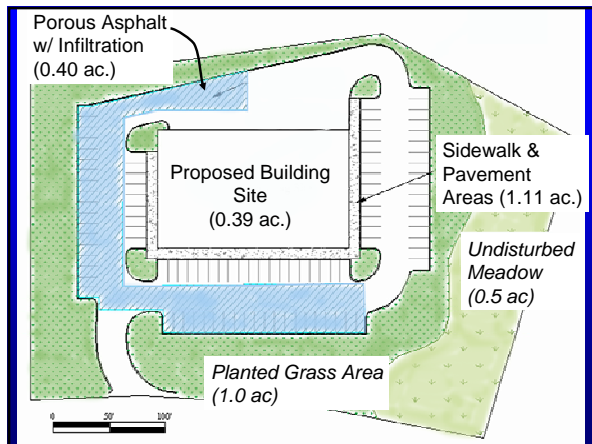 Porous Asphalt
w/ Infiltration
(0.40 ac.)
Proposed Building
Site
(0.39 ac.)
Sidewalk &
Pavement
Areas (1.11 ac.)
Undisturbed
Meadow
(0.5 ac)
Planted Grass Area
(1.0 ac)
0 50' 100'